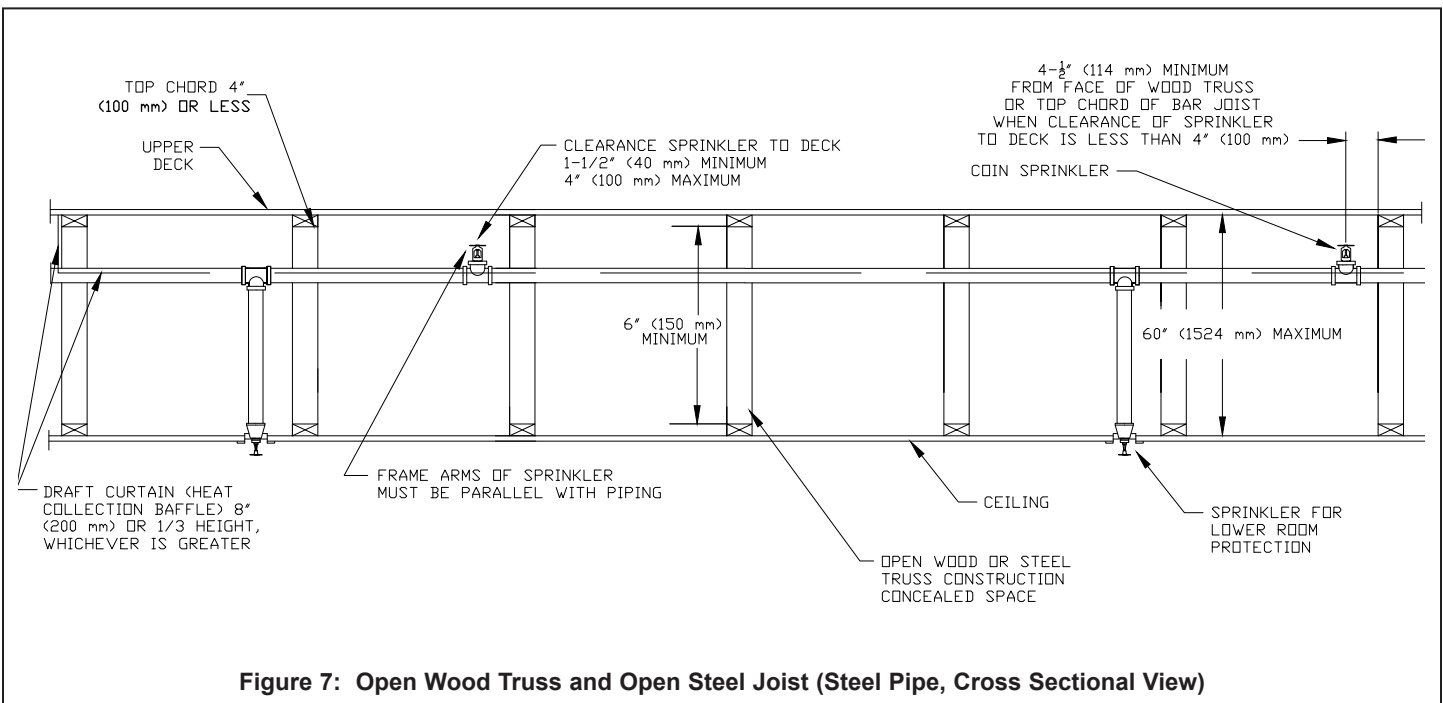 TOP CHORD 4"
(100 mm) OR LESS
UPPER
DECK
CLEARANCE SPRINKLER TO DECK
1-1/2" (40 mm) MINIMUM
4" (100 mm) MAXIMUM
4-½" (114 mm) MINIMUM
FROM FACE OF WOOD TRUSS
OR TOP CHORD OF BAR JOIST
WHEN CLEARANCE OF SPRINKLER
TO DECK IS LESS THAN 4" (100 mm)
COIN SPRINKLER
6" (150 mm)
MINIMUM
60" (1524 mm) MAXIMUM
DRAFT CURTAIN (HEAT
COLLECTION BAFFLE) 8"
(200 mm) OR 1/3 HEIGHT,
WHICHEVER IS GREATER
FRAME ARMS OF SPRINKLER
MUST BE PARALLEL WITH PIPING
CEILING
OPEN WOOD OR STEEL
TRUSS CONSTRUCTION
CONCEALED SPACE
SPRINKLER FOR
LOWER ROOM
PROTECTION
Figure 7: Open Wood Truss and Open Steel Joist (Steel Pipe, Cross Sectional View)